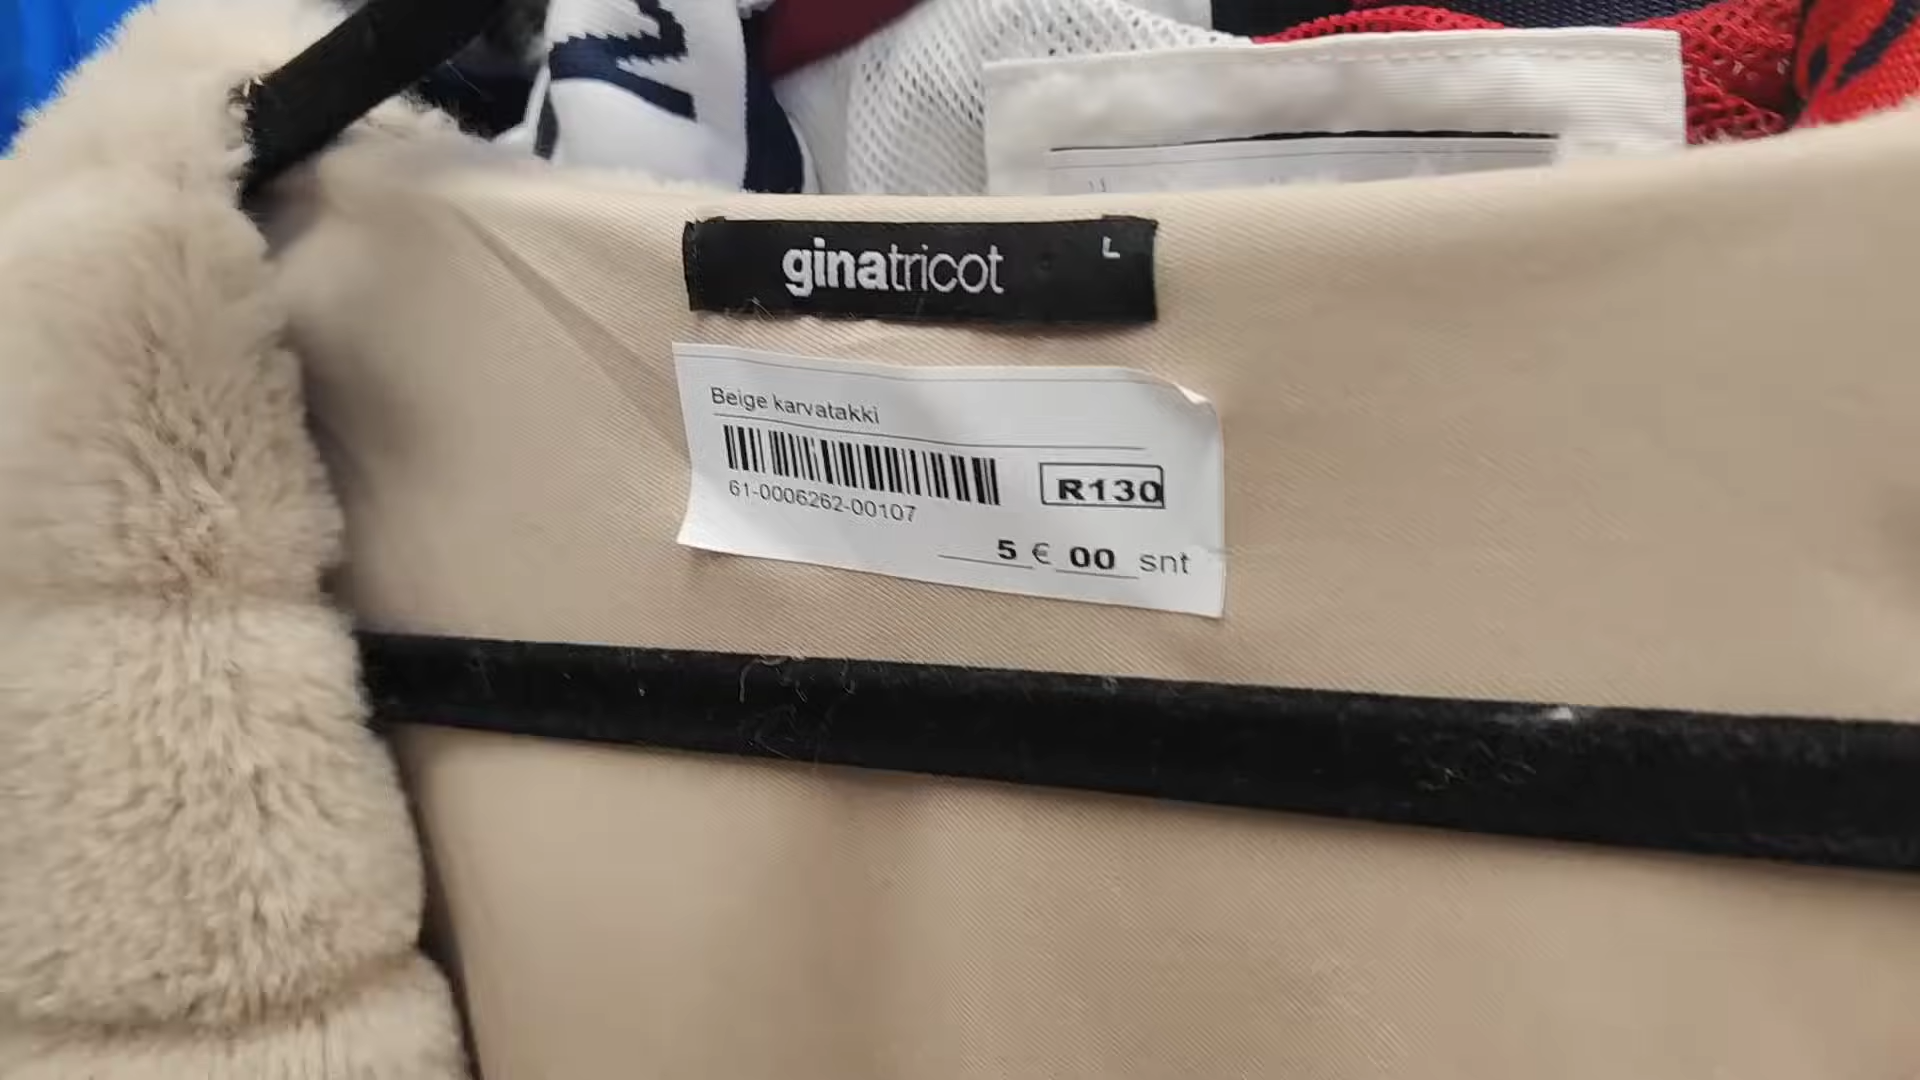 ginatricot L
Beige karvatakki
61-0006262-00107
R130
5 € 00 snt